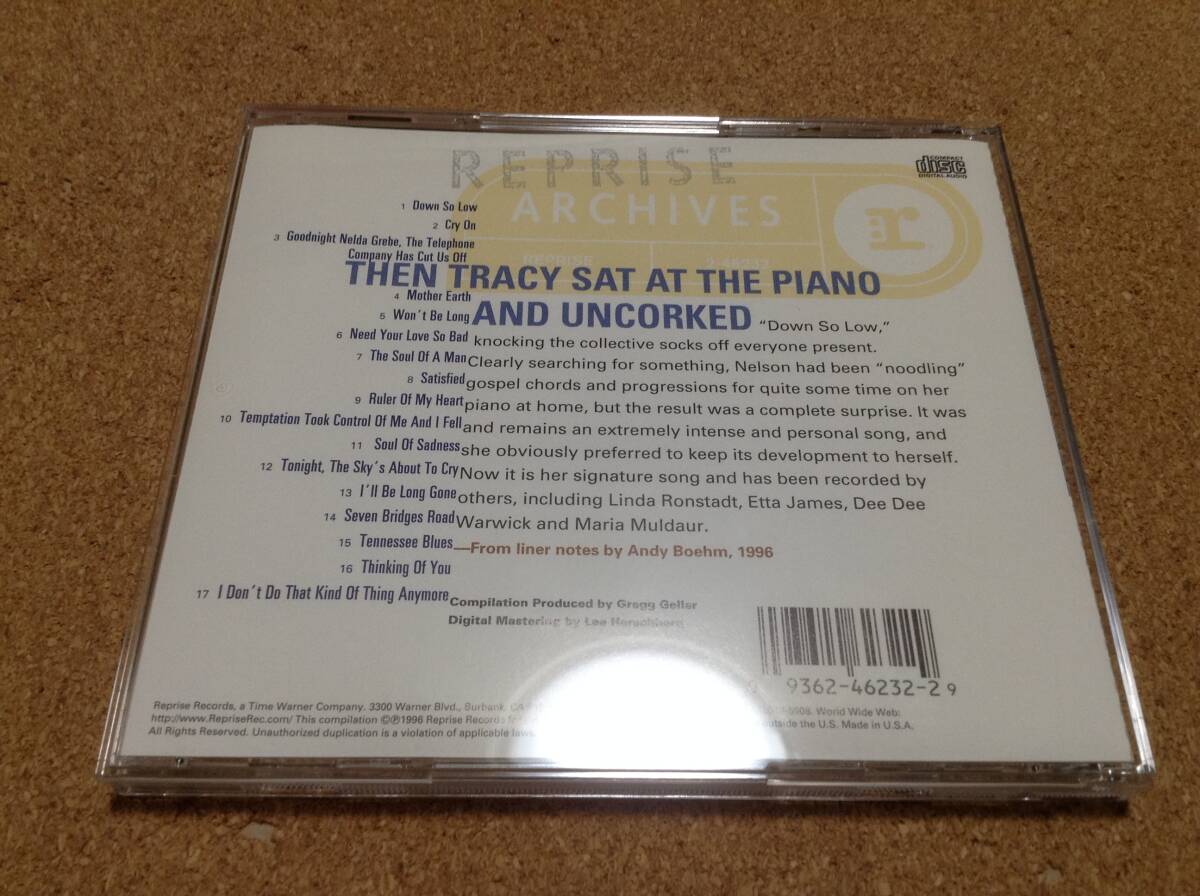 REPRISE
ARCHIVES
COMPACT
disc
DIGITAL AUDIO
r
REPRISE
2-46232
1 Down So Low
2 Cry On
3 Goodnight Nelda Grebe, The Telephone
Company Has Cut Us Off
4 Mother Earth
5 Won't Be Long
6 Need Your Love So Bad
7 The Soul Of A Man
8 Satisfied
9 Ruler Of My Heart
10 Temptation Took Control Of Me And I Fell
11 Soul Of Sadness
12 Tonight, The Sky's About To Cry
13 I'll Be Long Gone
14 Seven Bridges Road
15 Tennessee Blues
16 Thinking Of You
17 I Don't Do That Kind Of Thing Anymore
THEN TRACY SAT AT THE PIANO
AND UNCORKED "Down So Low,"
knocking the collective socks off everyone present.
Clearly searching for something, Nelson had been "noodling"
gospel chords and progressions for quite some time on her
piano at home, but the result was a complete surprise. It was
and remains an extremely intense and personal song, and
she obviously preferred to keep its development to herself.
Now it is her signature song and has been recorded by
others, including Linda Ronstadt, Etta James, Dee Dee
Warwick and Maria Muldaur.
—From liner notes by Andy Boehm, 1996
Compilation Produced by Gregg Geller
Digital Mastering by Lee Herschberg
9362-46232-2 9
Reprise Records, a Time Warner Company. 3300 Warner Blvd., Burbank, World Wide Web:
http://www.RepriseRec.com/ This compilation ©℗1996 Reprise Records outside the U.S. Made in U.S.A.
All Rights Reserved. Unauthorized duplication is a violation of applicable laws.